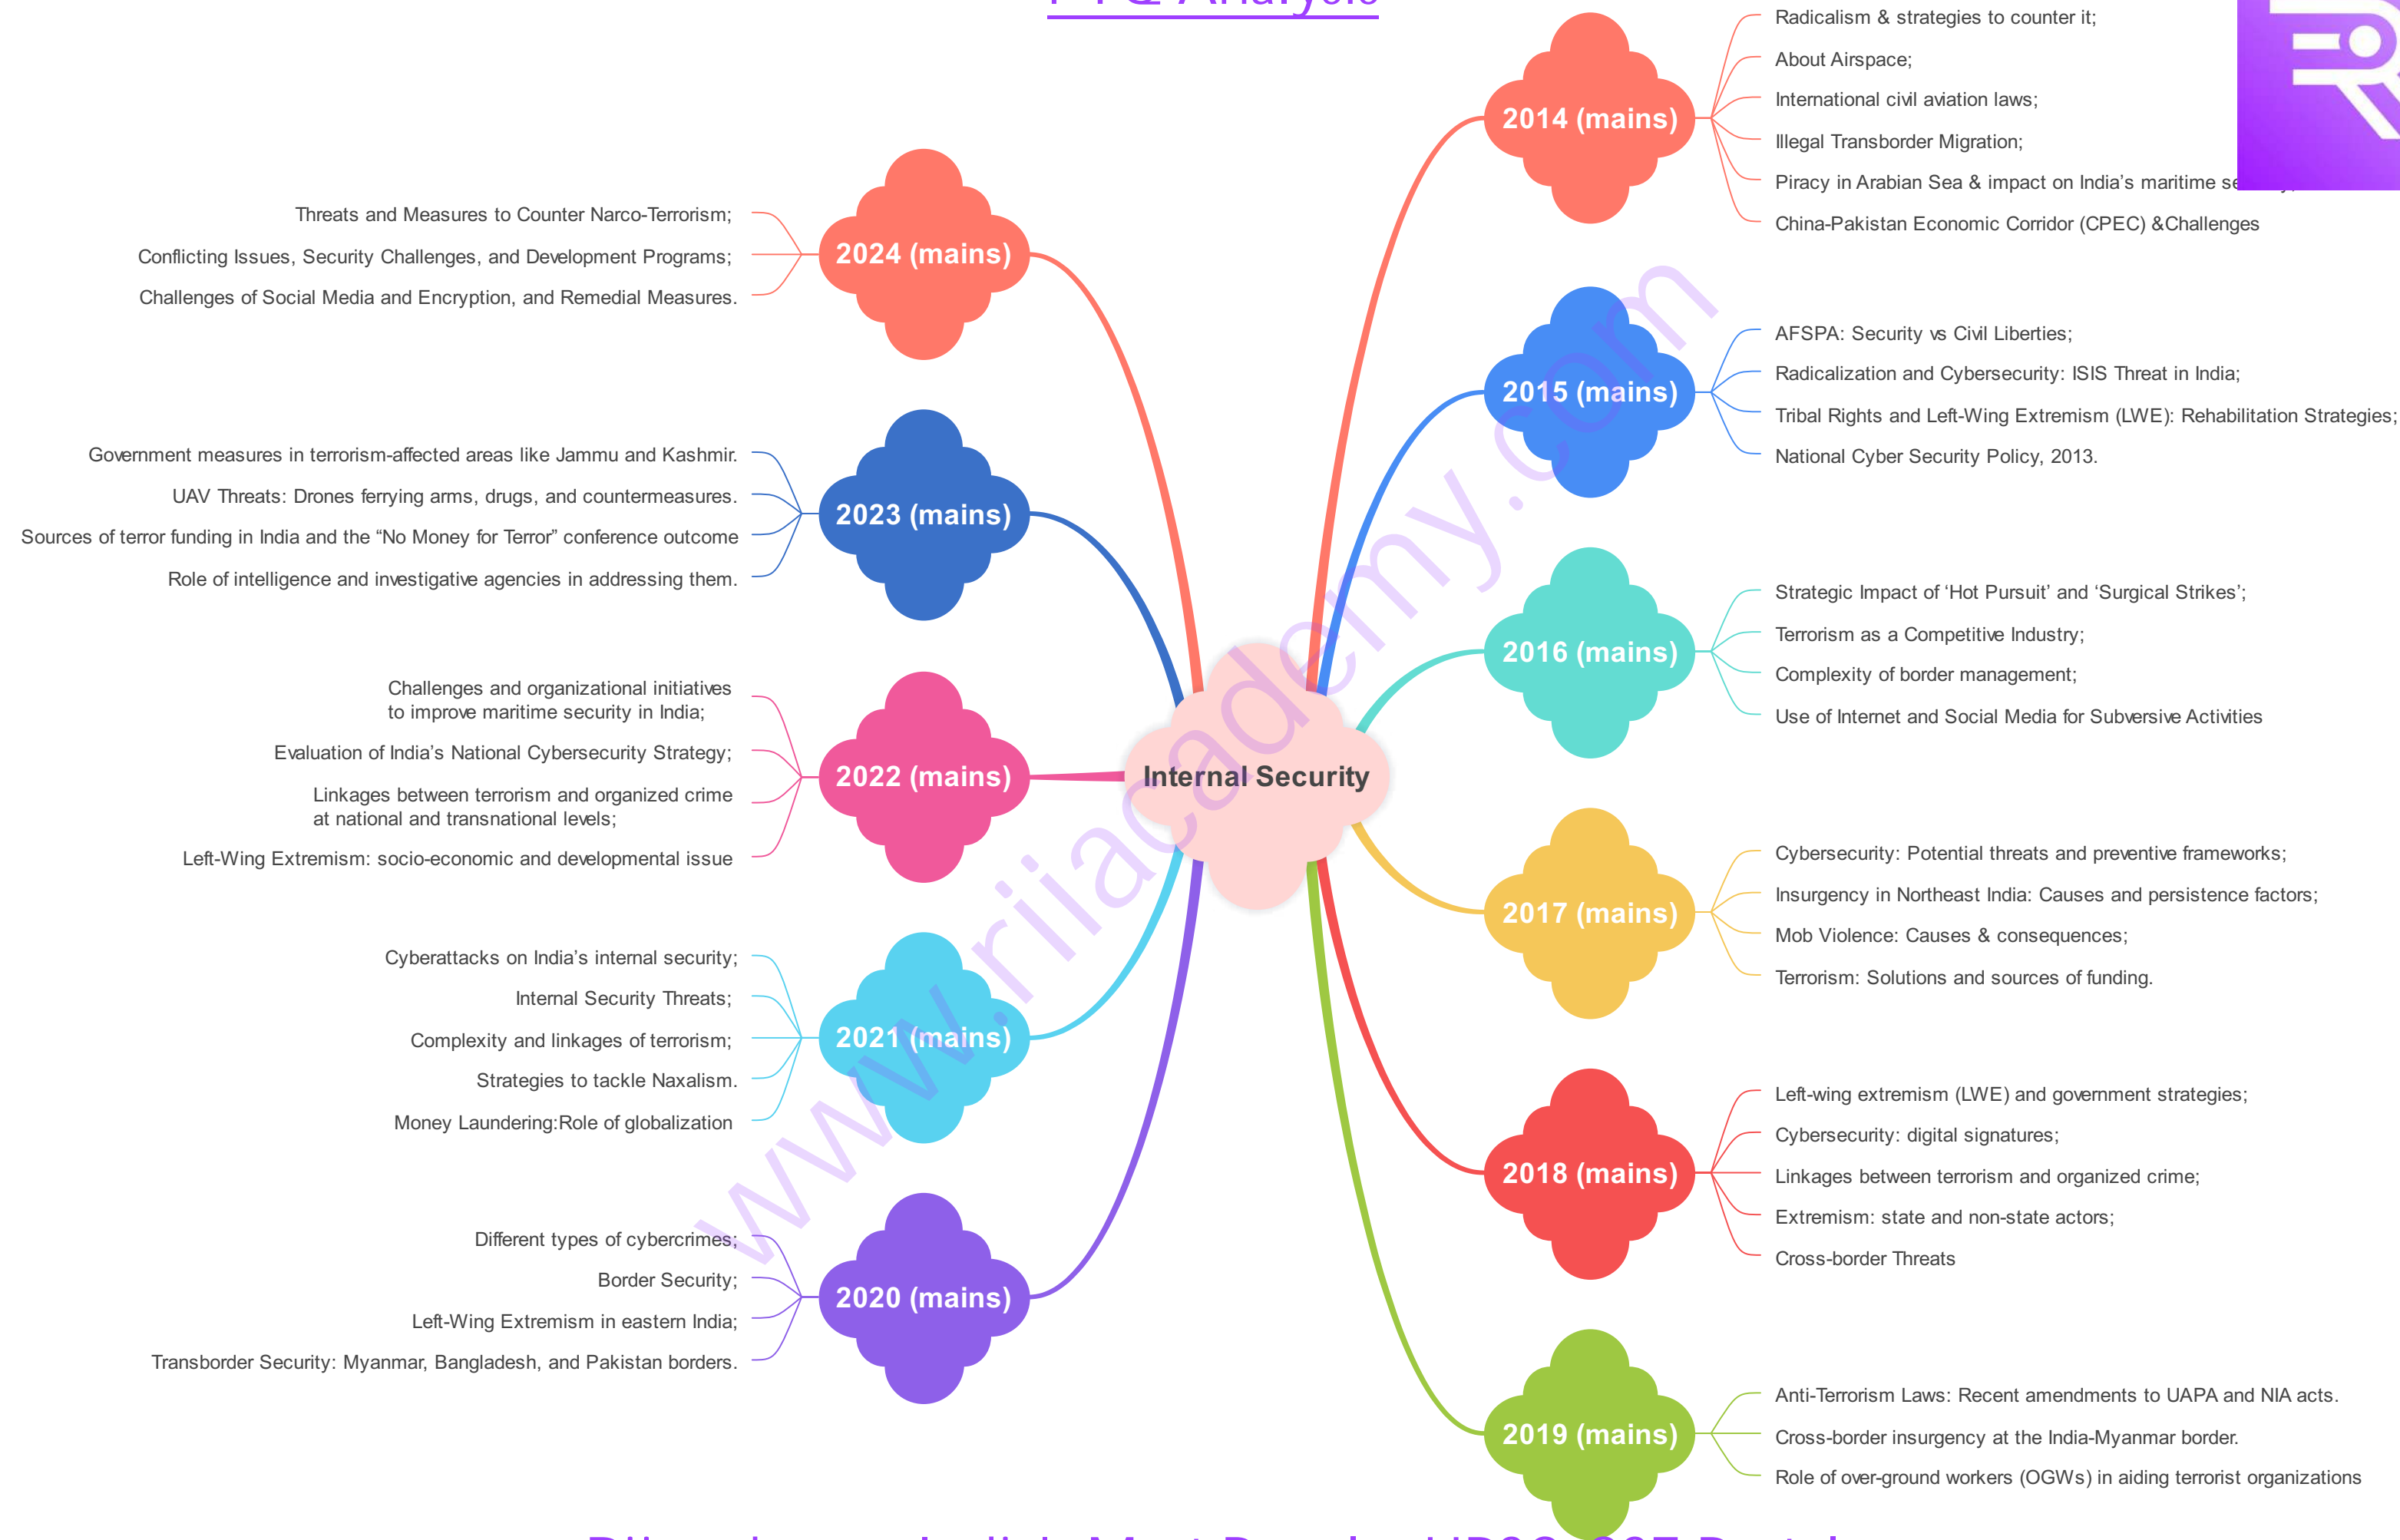 PYQ Analysis
2014 (mains)
Radicalism & strategies to counter it;
About Airspace;
International civil aviation laws;
Illegal Transborder Migration;
Piracy in Arabian Sea & impact on India’s maritime
China-Pakistan Economic Corridor (CPEC) &Challenges
2015 (mains)
AFSPA: Security vs Civil Liberties;
Radicalization and Cybersecurity: ISIS Threat in India;
Tribal Rights and Left-Wing Extremism (LWE): Rehabilitation Strategies;
National Cyber Security Policy, 2013.
2016 (mains)
Strategic Impact of ‘Hot Pursuit’ and ‘Surgical Strikes’;
Terrorism as a Competitive Industry;
Complexity of border management;
Use of Internet and Social Media for Subversive Activities
2017 (mains)
Cybersecurity: Potential threats and preventive frameworks;
Insurgency in Northeast India: Causes and persistence factors;
Mob Violence: Causes & consequences;
Terrorism: Solutions and sources of funding.
2018 (mains)
Left-wing extremism (LWE) and government strategies;
Cybersecurity: digital signatures;
Linkages between terrorism and organized crime;
Extremism: state and non-state actors;
Cross-border Threats
2019 (mains)
Anti-Terrorism Laws: Recent amendments to UAPA and NIA acts.
Cross-border insurgency at the India-Myanmar border.
Role of over-ground workers (OGWs) in aiding terrorist organizations
Internal Security
2024 (mains)
Threats and Measures to Counter Narco-Terrorism;
Conflicting Issues, Security Challenges, and Development Programs;
Challenges of Social Media and Encryption, and Remedial Measures.
2023 (mains)
Government measures in terrorism-affected areas like Jammu and Kashmir.
UAV Threats: Drones ferrying arms, drugs, and countermeasures.
Sources of terror funding in India and the “No Money for Terror” conference outcome
Role of intelligence and investigative agencies in addressing them.
2022 (mains)
Challenges and organizational initiatives
to improve maritime security in India;
Evaluation of India’s National Cybersecurity Strategy;
Linkages between terrorism and organized crime
at national and transnational levels;
Left-Wing Extremism: socio-economic and developmental issue
2021 (mains)
Cyberattacks on India’s internal security;
Internal Security Threats;
Complexity and linkages of terrorism;
Strategies to tackle Naxalism.
Money Laundering:Role of globalization
2020 (mains)
Different types of cybercrimes;
Border Security;
Left-Wing Extremism in eastern India;
Transborder Security: Myanmar, Bangladesh, and Pakistan borders.
www.riiacademy.com